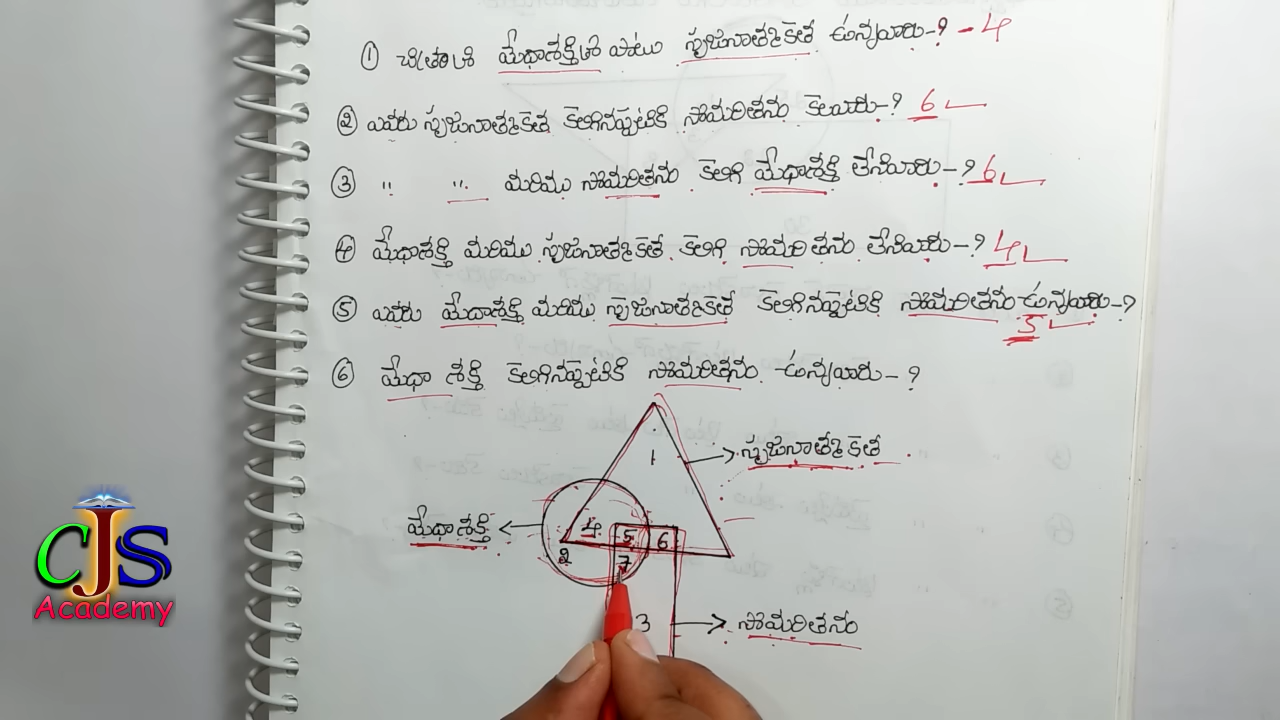 ① చిత్రంలో మేధాశక్తితో పాటు సృజనాత్మకత ఉన్నవారు-? - 4
② ఎవరు సృజనాత్మకత కలిగినప్పటికి సోమరితనం కలవారు-? 6
③ " " మరియు సోమరితనం కలిగి మేధాశక్తి లేనివారు-? 6
④ మేధాశక్తి మరియు సృజనాత్మకత కలిగి సోమరితనం లేనివారు-? 4
⑤ ఎవరు మేధాశక్తి మరియు సృజనాత్మకత కలిగినప్పటికి సోమరితనం ఉన్నవారు-?
5
⑥ మేధా శక్తి కలిగినప్పటికి సోమరితనం ఉన్నవారు-?
1 సృజనాత్మకత
మేధాశక్తి 4 5 6
2 7
3 సోమరితనం
CJS
Academy